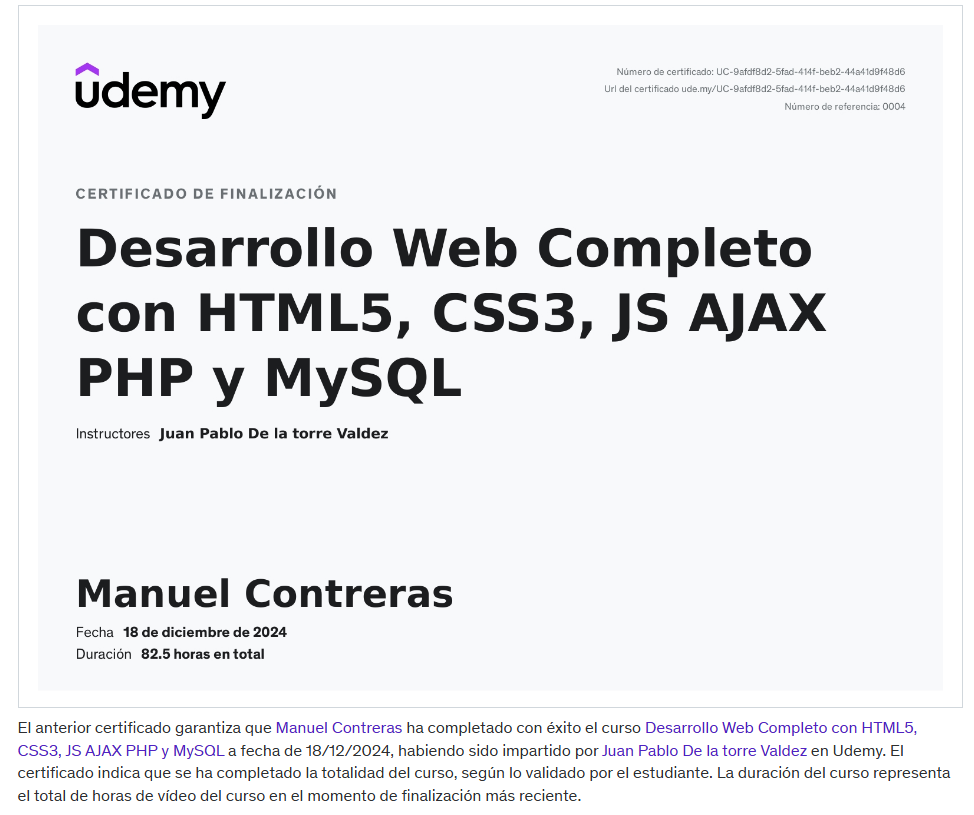 udemy
Número de certificado: UC-9afdf8d2-5fad-414f-beb2-44a41d9f48d6
Url del certificado ude.my/UC-9afdf8d2-5fad-414f-beb2-44a41d9f48d6
Número de referencia: 0004
CERTIFICADO DE FINALIZACIÓN
Desarrollo Web Completo
con HTML5, CSS3, JS AJAX
PHP y MySQL
Instructores Juan Pablo De la torre Valdez
Manuel Contreras
Fecha 18 de diciembre de 2024
Duración 82.5 horas en total
El anterior certificado garantiza que Manuel Contreras ha completado con éxito el curso Desarrollo Web Completo con HTML5,
CSS3, JS AJAX PHP y MySQL a fecha de 18/12/2024, habiendo sido impartido por Juan Pablo De la torre Valdez en Udemy. El
certificado indica que se ha completado la totalidad del curso, según lo validado por el estudiante. La duración del curso representa
el total de horas de vídeo del curso en el momento de finalización más reciente.